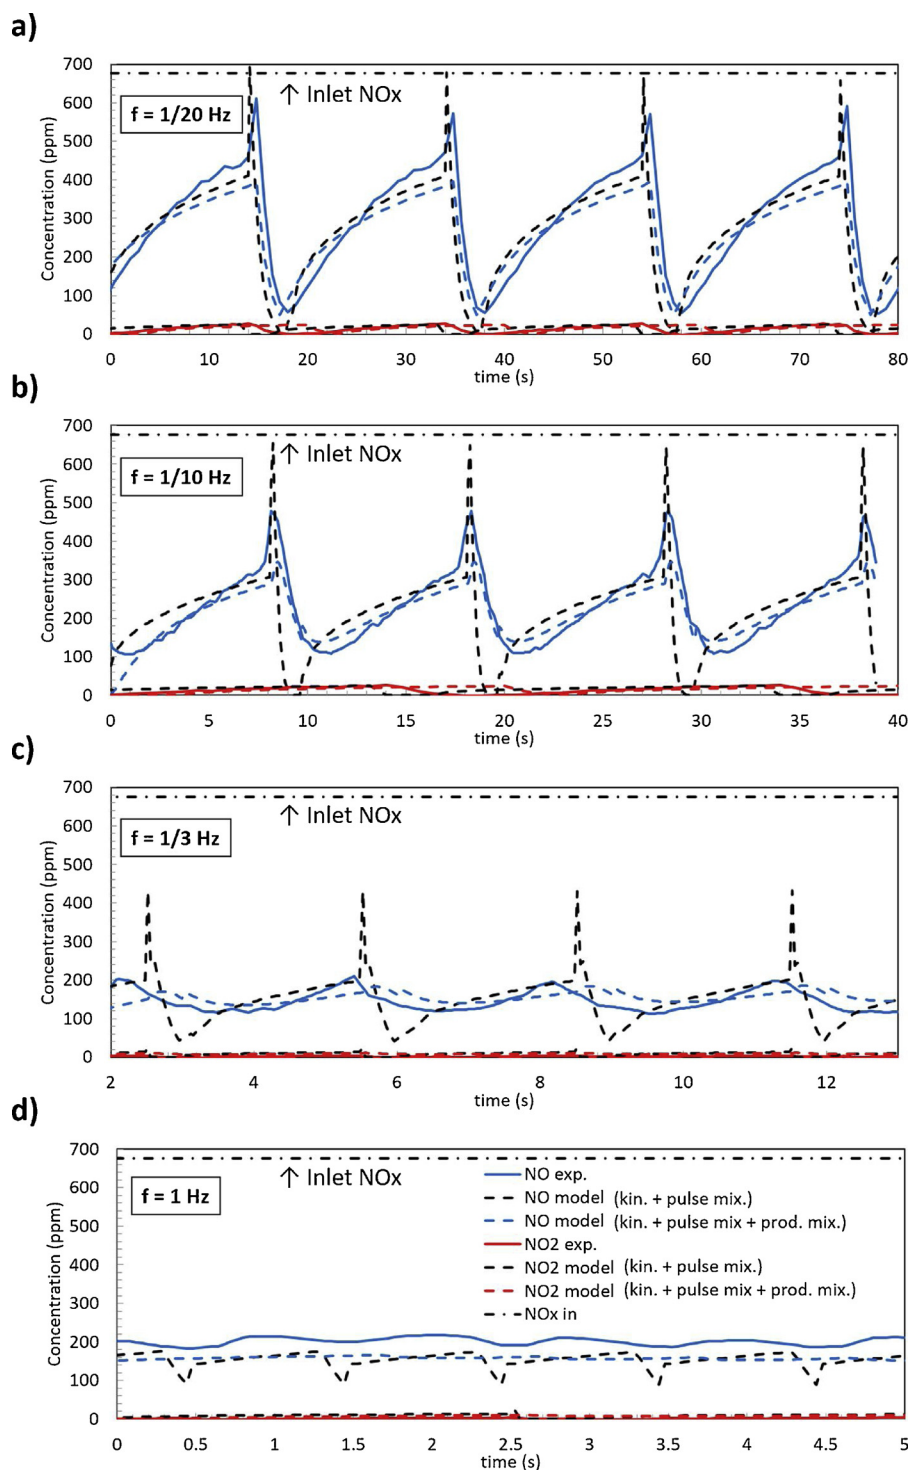 a)
700
600
500
400
300
200
100
0
Concentration (ppm)
f = 1/20 Hz
↑ Inlet NOx
0 10 20 30 40 50 60 70 80
time (s)
b)
700
600
500
400
300
200
100
0
Concentration (ppm)
f = 1/10 Hz
↑ Inlet NOx
0 5 10 15 20 25 30 35 40
time (s)
c)
700
600
500
400
300
200
100
0
Concentration (ppm)
f = 1/3 Hz
↑ Inlet NOx
2 4 6 8 10 12
time (s)
d)
700
600
500
400
300
200
100
0
Concentration (ppm)
f = 1 Hz
↑ Inlet NOx
NO exp.
NO model (kin. + pulse mix.)
NO model (kin. + pulse mix + prod. mix.)
NO2 exp.
NO2 model (kin. + pulse mix.)
NO2 model (kin. + pulse mix + prod. mix.)
NOx in
0 0.5 1 1.5 2 2.5 3 3.5 4 4.5 5
time (s)